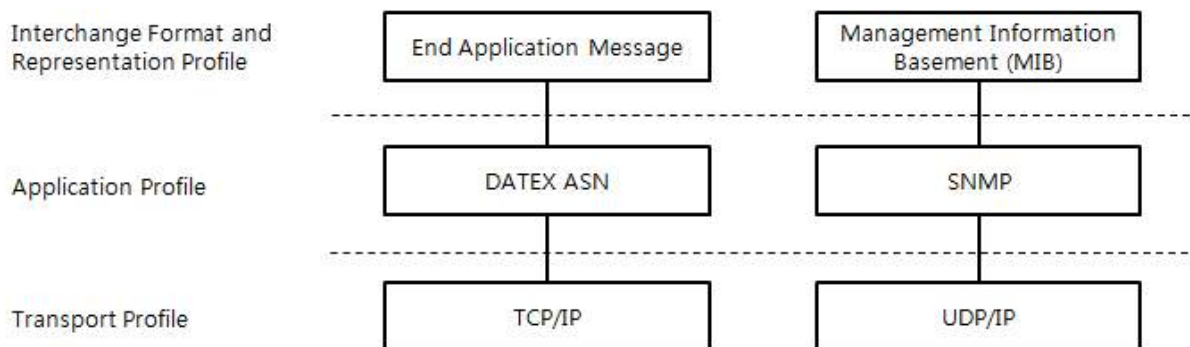 Interchange Format and
Representation Profile
End Application Message
Management Information
Basement (MIB)
Application Profile
DATEX ASN
SNMP
Transport Profile
TCP/IP
UDP/IP